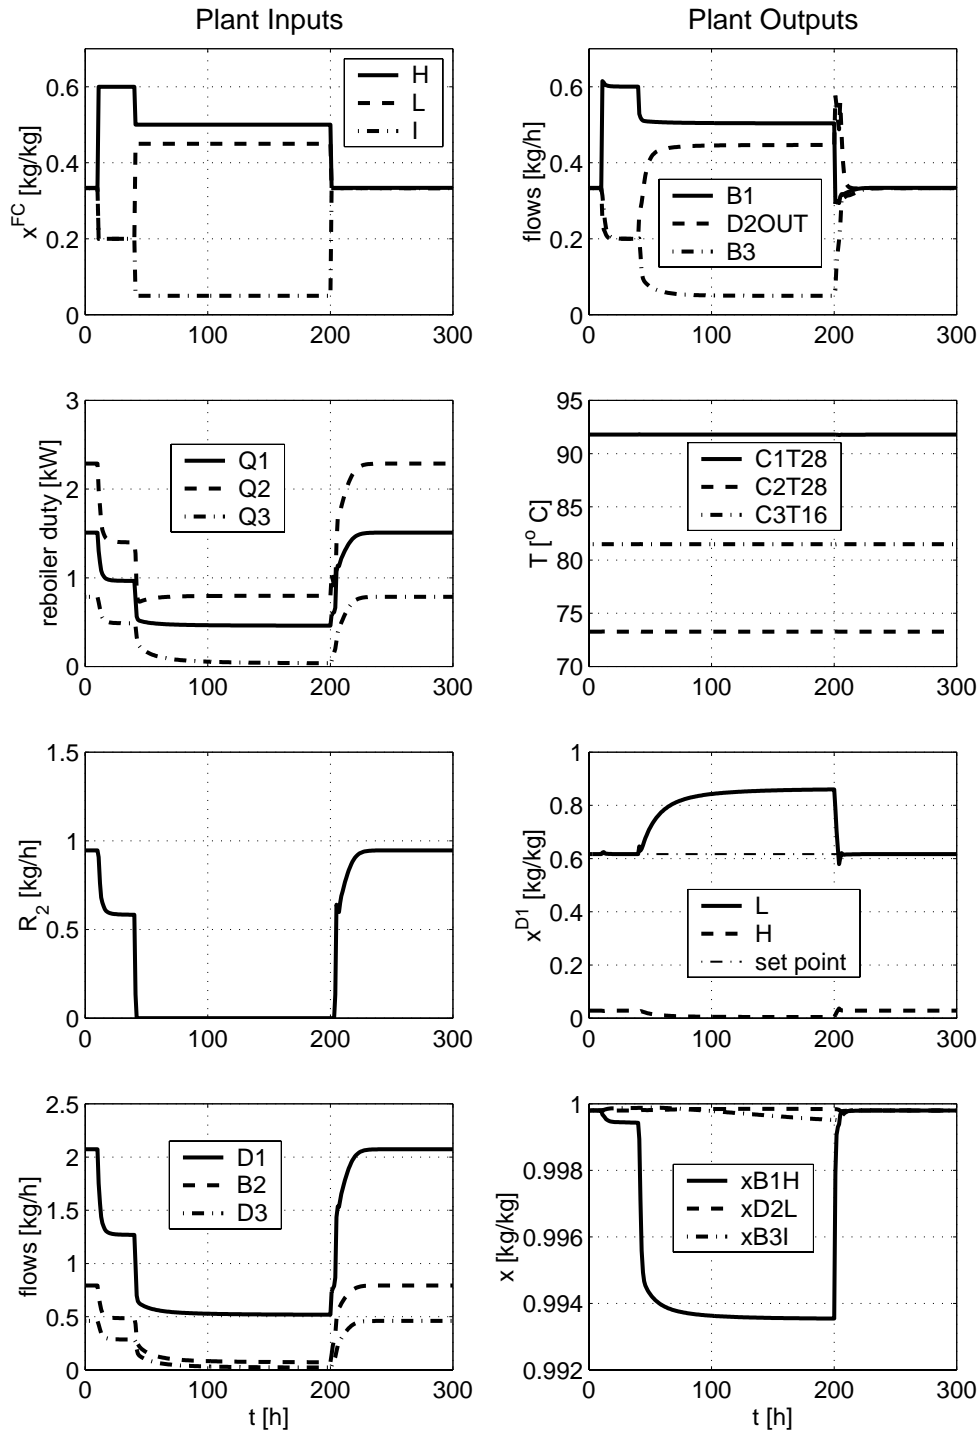 Plant Inputs
Plant Outputs
x^FC [kg/kg]
0.6
0.4
0.2
0
0 100 200 300
H
L
I
flows [kg/h]
0.6
0.4
0.2
0
0 100 200 300
B1
D2OUT
B3
reboiler duty [kW]
3
2
1
0
0 100 200 300
Q1
Q2
Q3
T [° C]
95
90
85
80
75
70
0 100 200 300
C1T28
C2T28
C3T16
R_2 [kg/h]
1.5
1
0.5
0
0 100 200 300
x^D1 [kg/kg]
1
0.8
0.6
0.4
0.2
0
0 100 200 300
L
H
set point
flows [kg/h]
2.5
2
1.5
1
0.5
0
0 100 200 300
t [h]
D1
B2
D3
x [kg/kg]
1
0.998
0.996
0.994
0.992
0 100 200 300
t [h]
xB1H
xD2L
xB3I